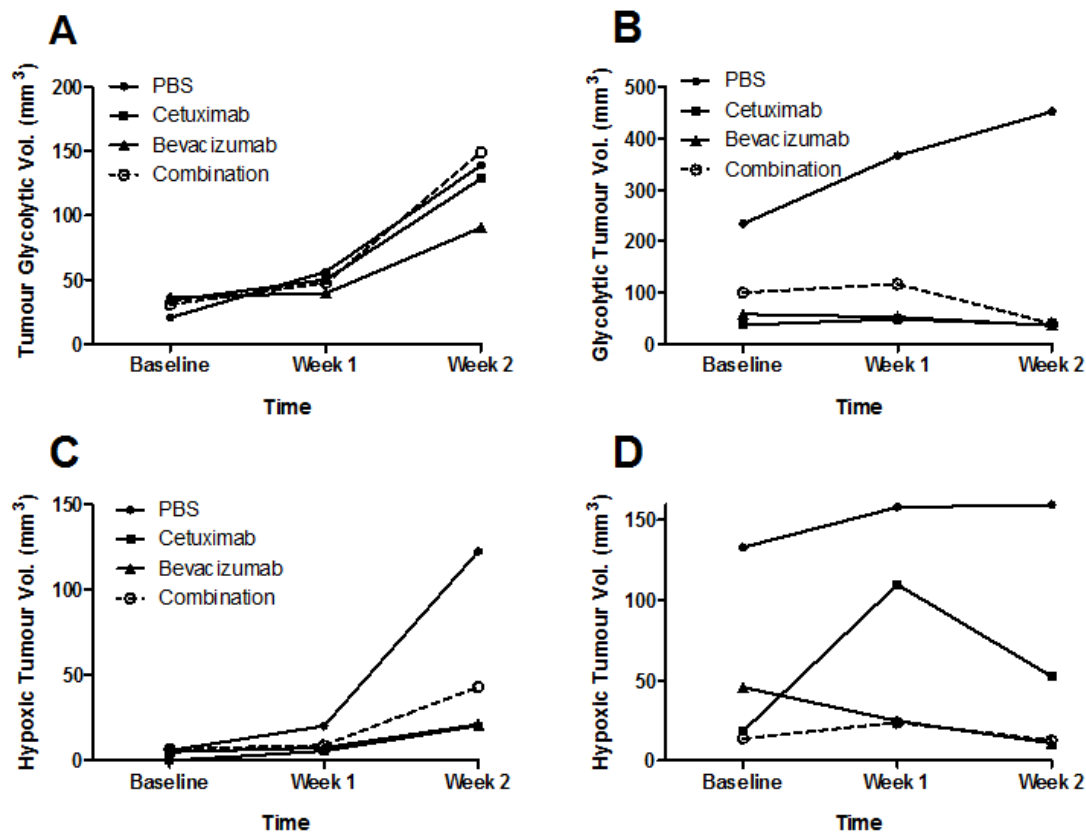 A
Tumour Glycolytic Vol. (mm³)
200
150
100
50
0
PBS
Cetuximab
Bevacizumab
Combination
Baseline
Week 1
Week 2
Time
B
Glycolytic Tumour Vol. (mm³)
500
400
300
200
100
0
PBS
Cetuximab
Bevacizumab
Combination
Baseline
Week 1
Week 2
Time
C
Hypoxic Tumour Vol. (mm³)
150
100
50
0
PBS
Cetuximab
Bevacizumab
Combination
Baseline
Week 1
Week 2
Time
D
Hypoxic Tumour Vol. (mm³)
150
100
50
0
Baseline
Week 1
Week 2
Time